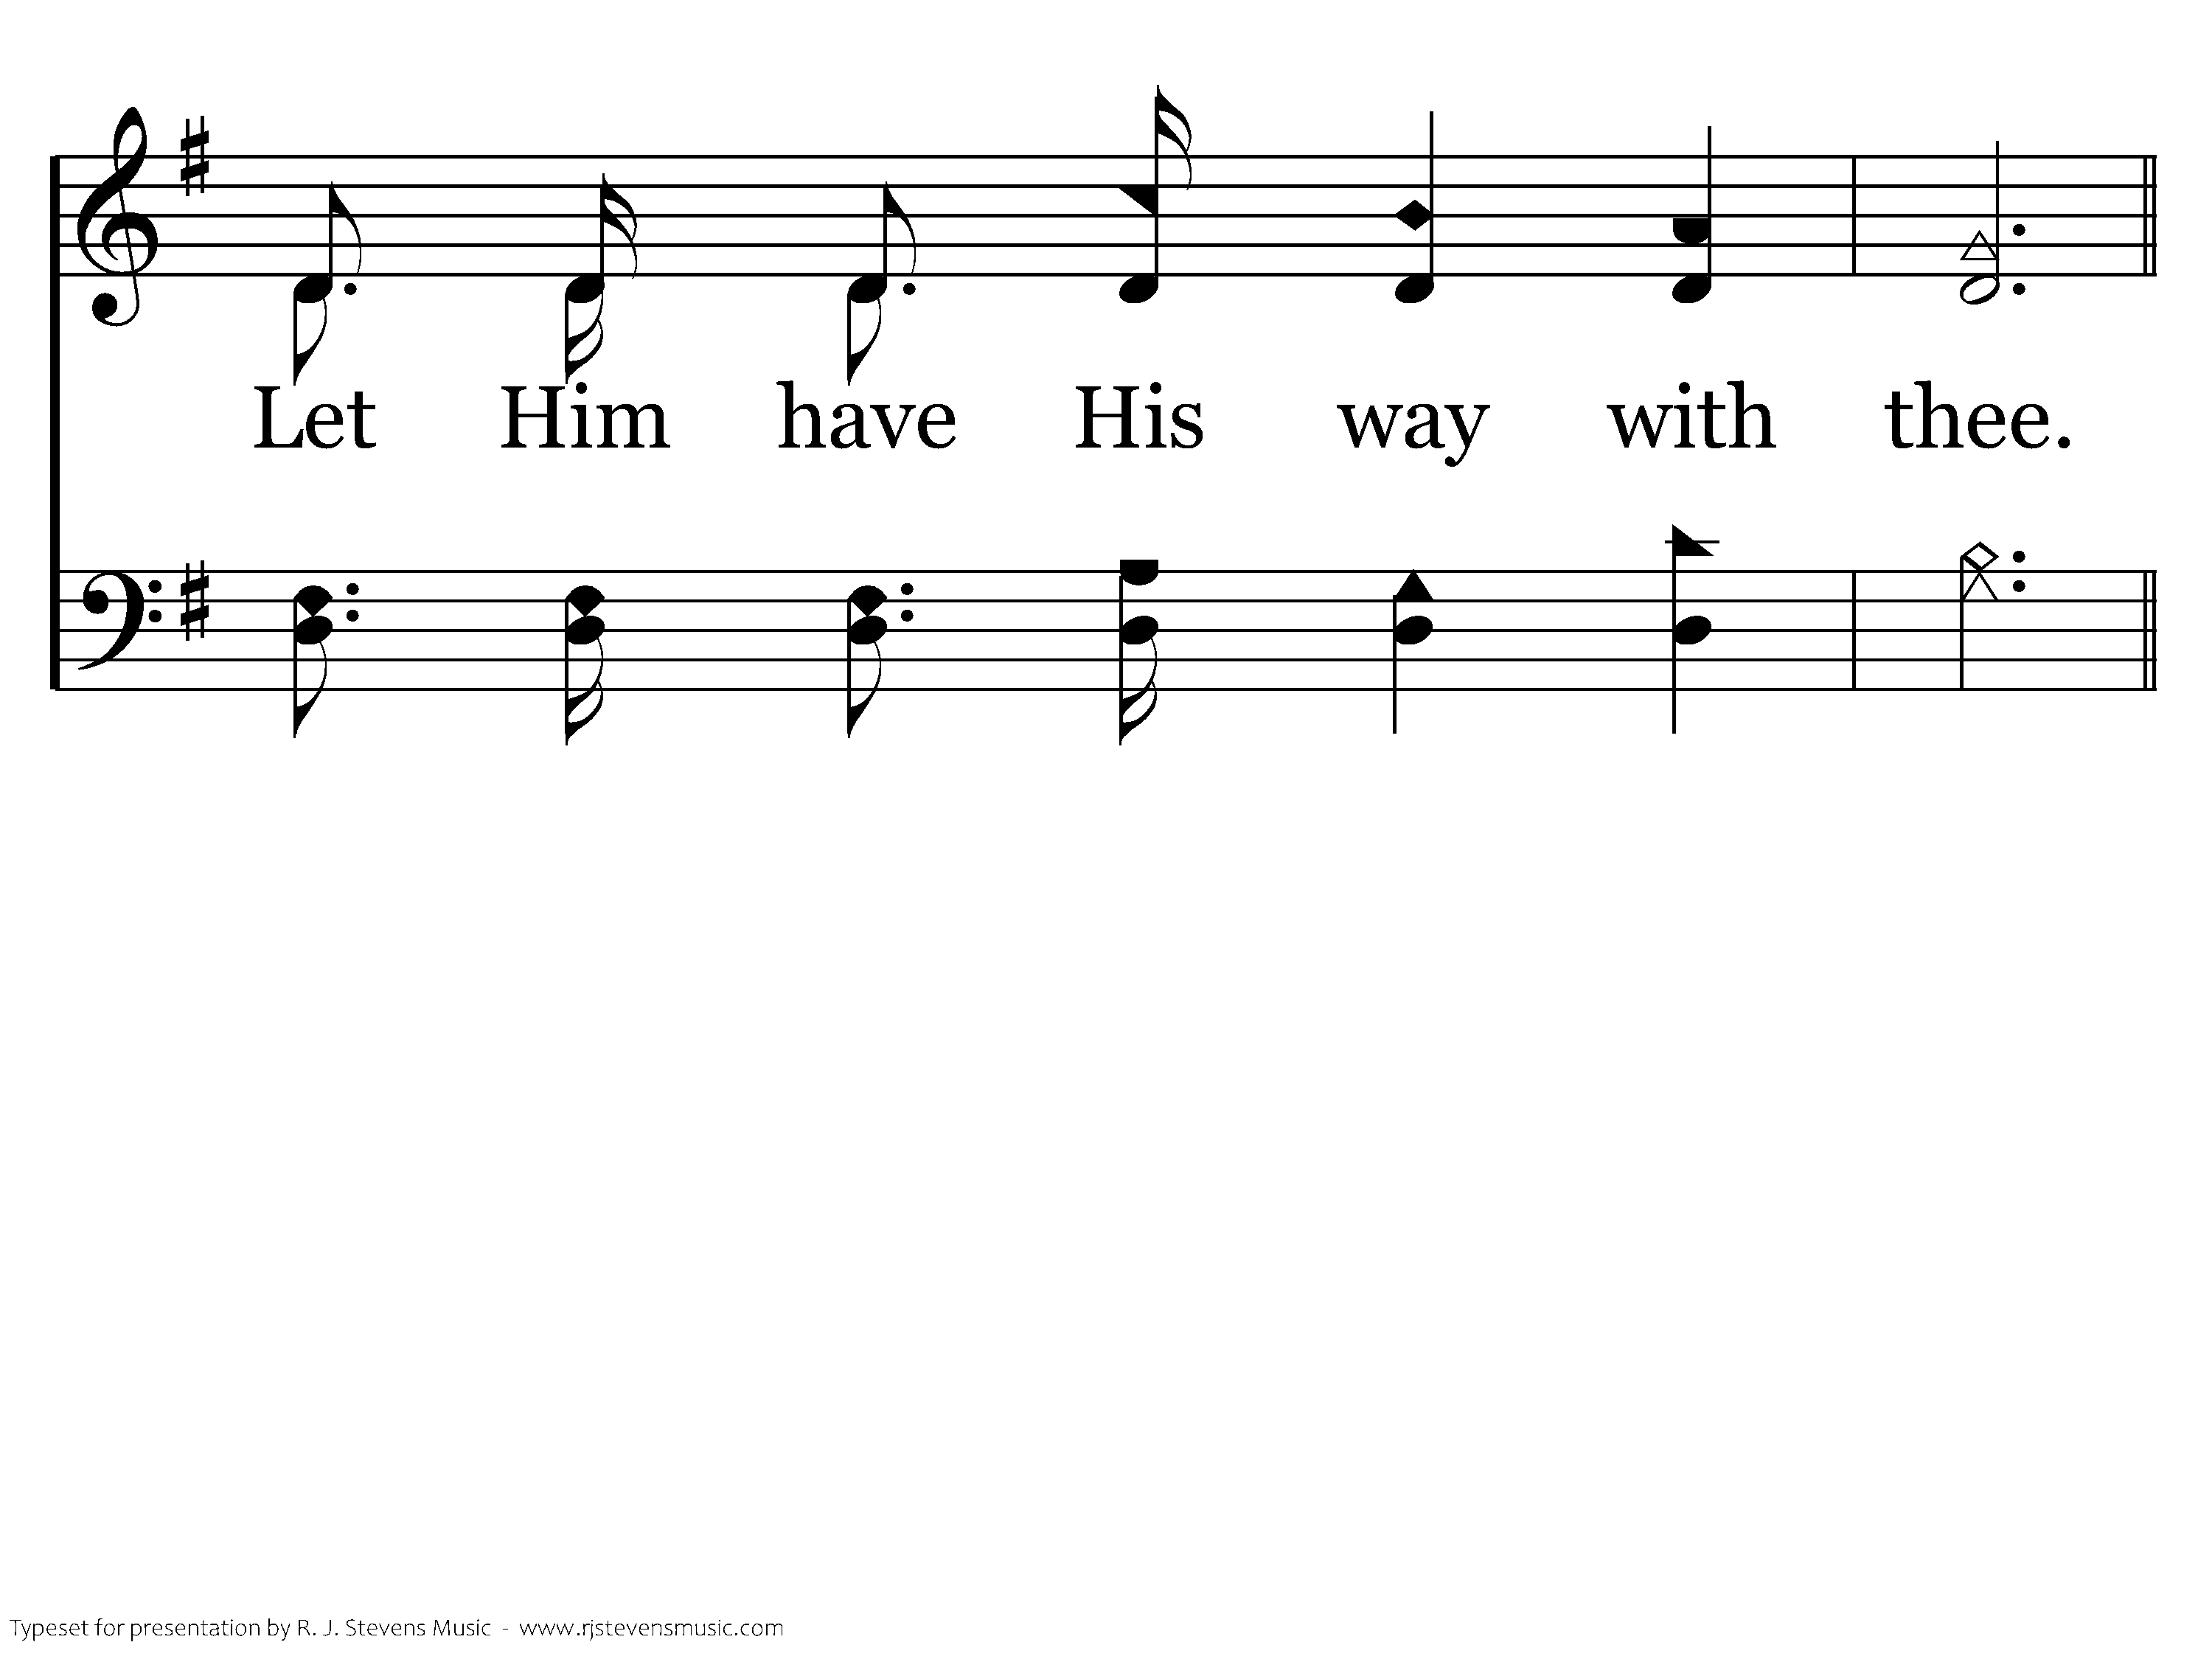 Let Him have His way with thee.
Typeset for presentation by R. J. Stevens Music - www.rjstevensmusic.com